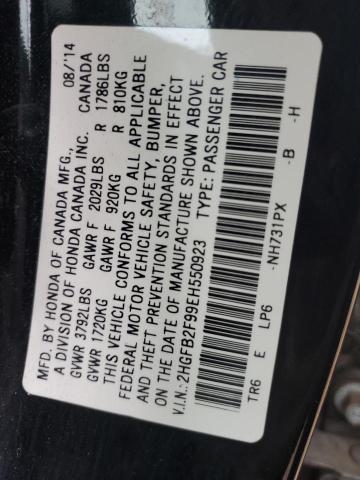 MFD. BY HONDA OF CANADA MFG., 08/'14
A DIVISION OF HONDA CANADA INC. CANADA
GVWR 3792LBS GAWR F 2029LBS R 1786LBS
GVWR 1720KG GAWR F 920KG R 810KG
THIS VEHICLE CONFORMS TO ALL APPLICABLE
FEDERAL MOTOR VEHICLE SAFETY, BUMPER,
AND THEFT PREVENTION STANDARDS IN EFFECT
ON THE DATE OF MANUFACTURE SHOWN ABOVE.
V.I.N.: 2HGFB2F99EH550923 TYPE: PASSENGER CAR
TR6 E LP6 -NH731PX -B -H